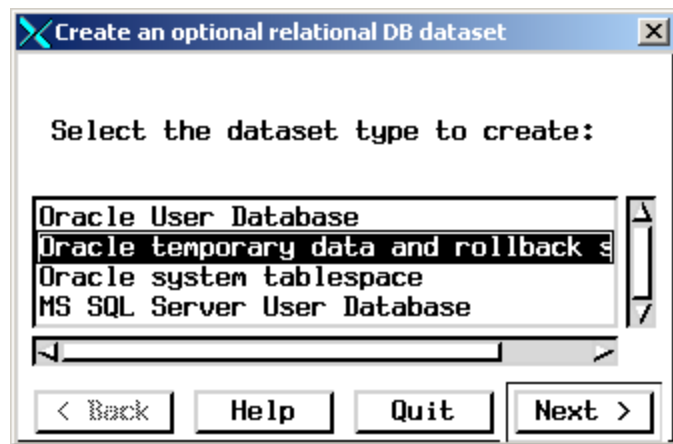 Create an optional relational DB dataset
Select the dataset type to create:
Oracle User Database
Oracle temporary data and rollback s
Oracle system tablespace
MS SQL Server User Database
< Back Help Quit Next >